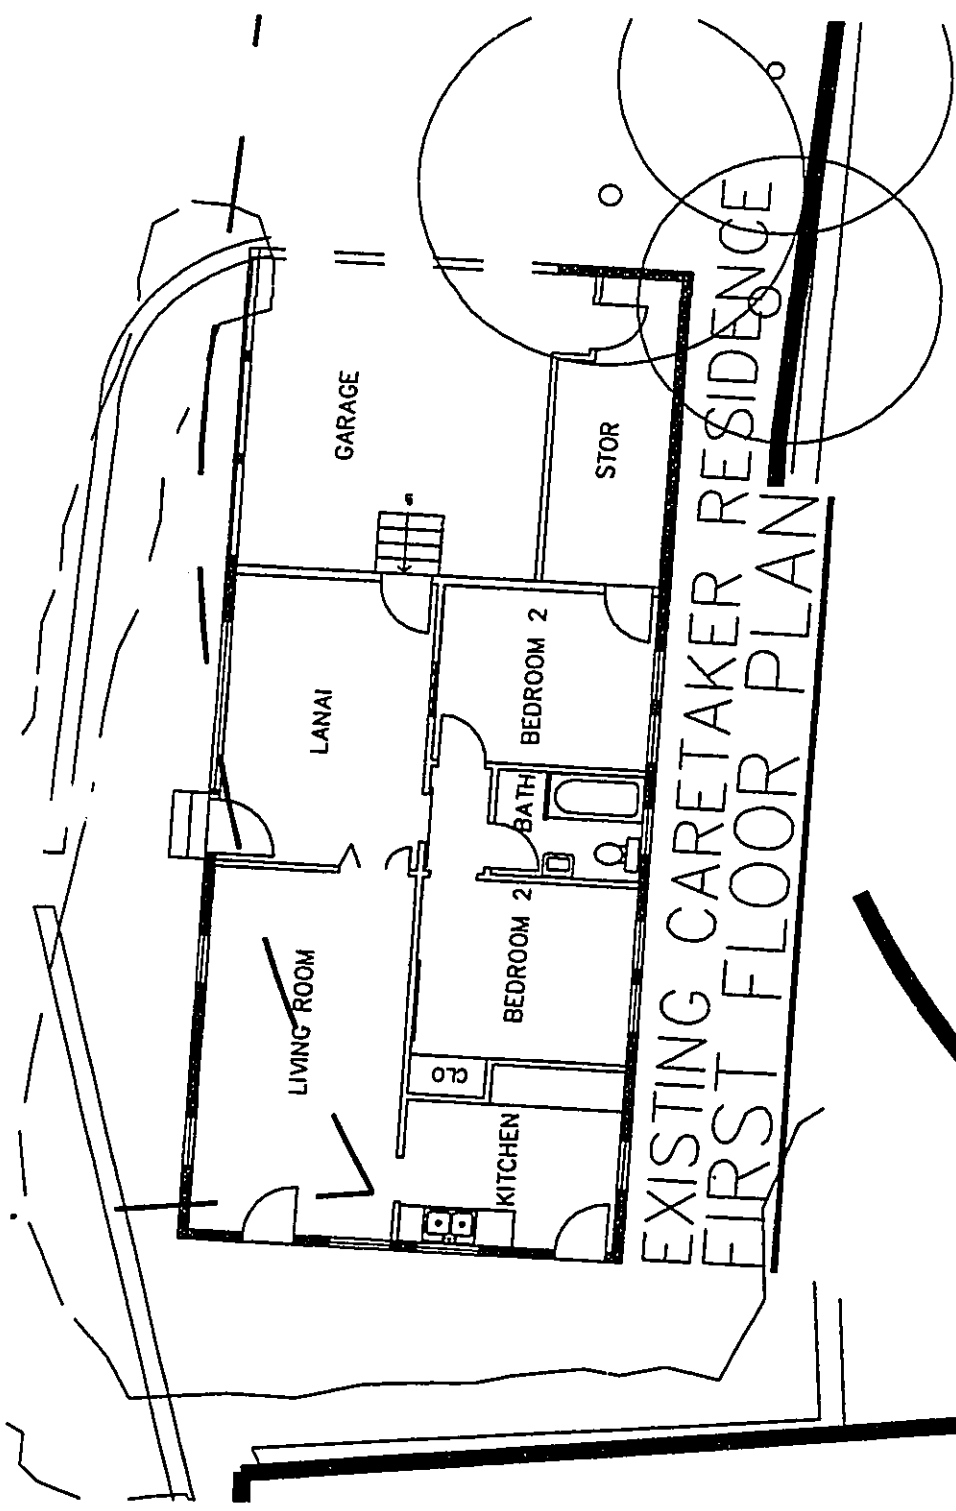 GARAGE
STOR
LANAI
BEDROOM 2
BATH
LIVING ROOM
BEDROOM 2
CLO
KITCHEN
EXISTING CARETAKER RESIDENCE
FIRST FLOOR PLAN